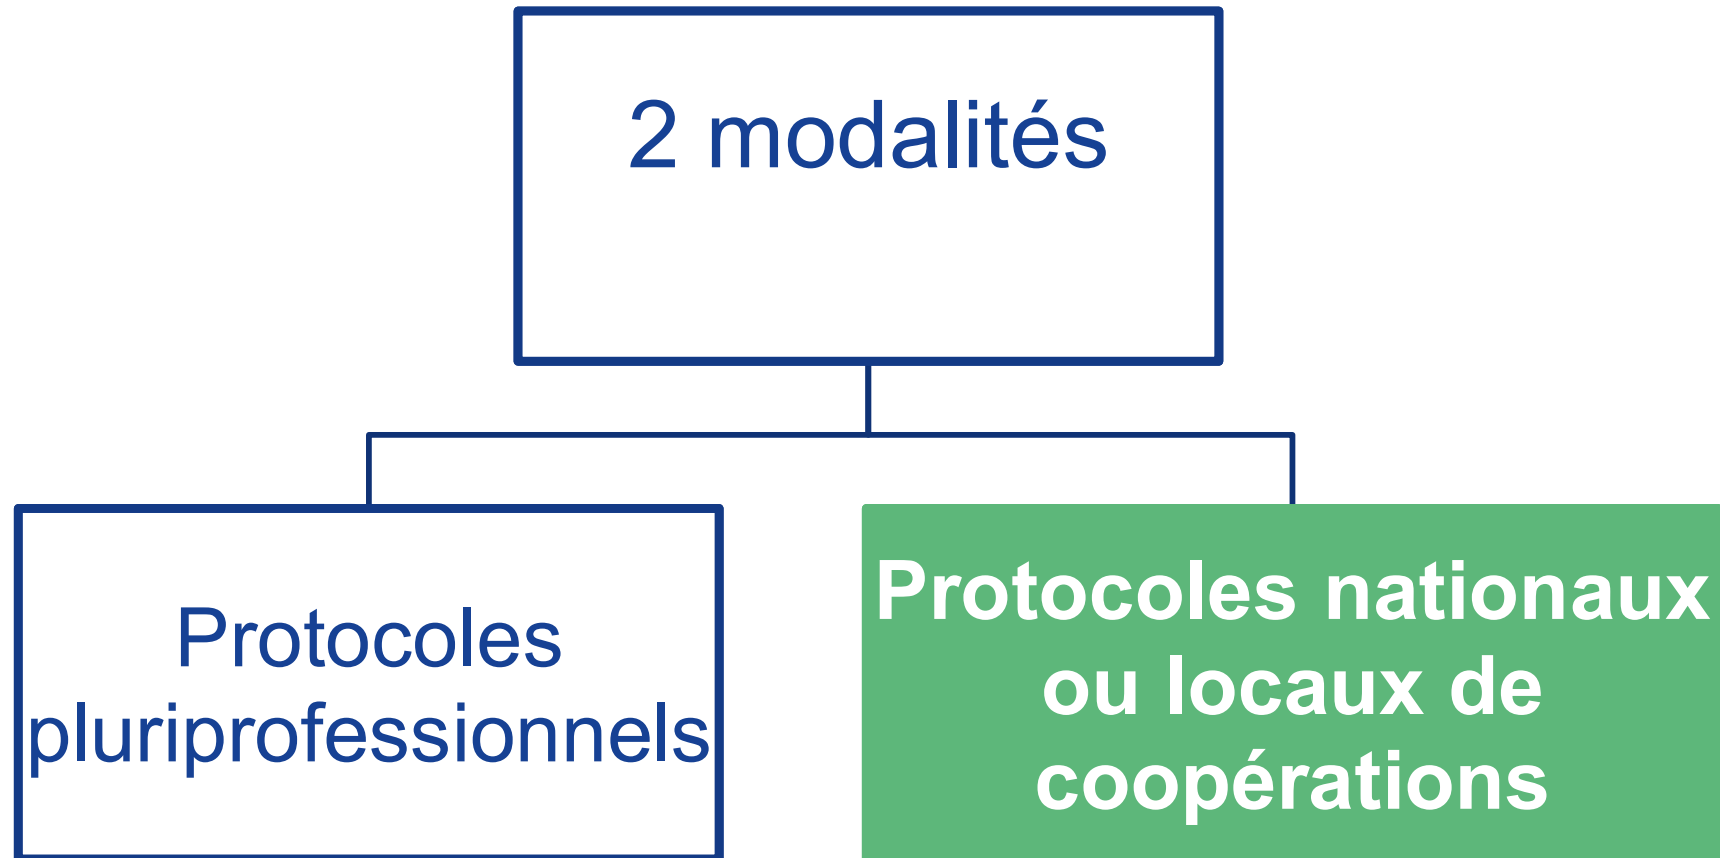 2 modalités
Protocoles
pluriprofessionnels
Protocoles nationaux
ou locaux de
coopérations